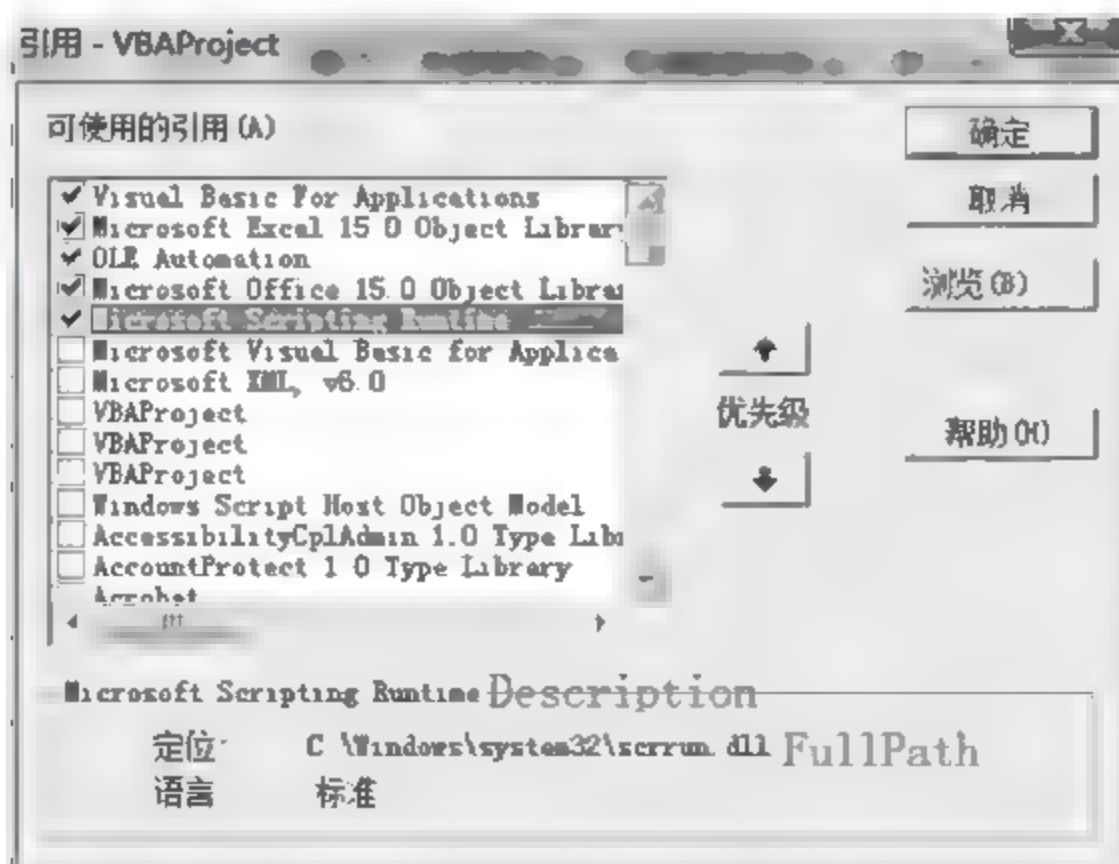 引用 - VBAProject
可使用的引用(A)
确定
Visual Basic For Applications
取消
Microsoft Excel 15 0 Object Library
OLE Automation
浏览(B)
Microsoft Office 15.0 Object Librar
Microsoft Scripting Runtime
Microsoft Visual Basic for Applica
Microsoft XML, v6.0
VBAProject
优先级
帮助(H)
VBAProject
VBAProject
Windows Script Host Object Model
AccessibilityCplAdmin 1.0 Type Libr
AccountProtect 1 0 Type Library
Acrobat
Microsoft Scripting Runtime Description
定位: C \Windows\system32\scrrun.dll FullPath
语言 标准